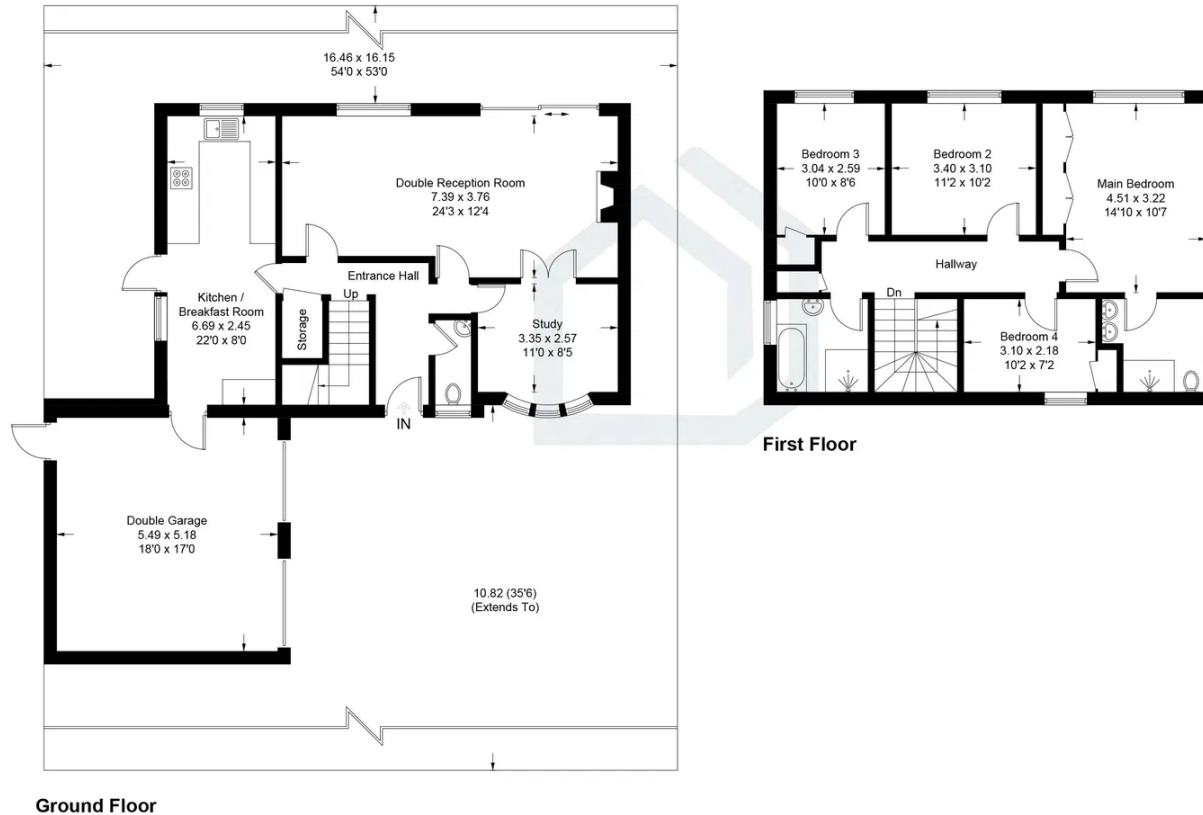 16.46 x 16.15
54'0 x 53'0
Double Reception Room
7.39 x 3.76
24'3 x 12'4
Entrance Hall
Up
Storage
Kitchen /
Breakfast Room
6.69 x 2.45
22'0 x 8'0
Study
3.35 x 2.57
11'0 x 8'5
IN
Double Garage
5.49 x 5.18
18'0 x 17'0
10.82 (35'6)
(Extends To)
Ground Floor
Bedroom 3
3.04 x 2.59
10'0 x 8'6
Bedroom 2
3.40 x 3.10
11'2 x 10'2
Main Bedroom
4.51 x 3.22
14'10 x 10'7
Hallway
Dn
Bedroom 4
3.10 x 2.18
10'2 x 7'2
First Floor